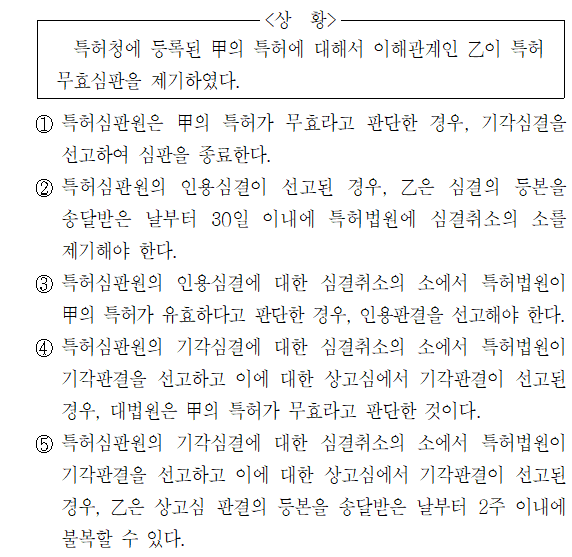 <상 황>
특허청에 등록된 甲의 특허에 대해서 이해관계인 乙이 특허
무효심판을 제기하였다.
① 특허심판원은 甲의 특허가 무효라고 판단한 경우, 기각심결을
선고하여 심판을 종료한다.
② 특허심판원의 인용심결이 선고된 경우, 乙은 심결의 등본을
송달받은 날부터 30일 이내에 특허법원에 심결취소의 소를
제기해야 한다.
③ 특허심판원의 인용심결에 대한 심결취소의 소에서 특허법원이
甲의 특허가 유효하다고 판단한 경우, 인용판결을 선고해야 한다.
④ 특허심판원의 기각심결에 대한 심결취소의 소에서 특허법원이
기각판결을 선고하고 이에 대한 상고심에서 기각판결이 선고된
경우, 대법원은 甲의 특허가 무효라고 판단한 것이다.
⑤ 특허심판원의 기각심결에 대한 심결취소의 소에서 특허법원이
기각판결을 선고하고 이에 대한 상고심에서 기각판결이 선고된
경우, 乙은 상고심 판결의 등본을 송달받은 날부터 2주 이내에
불복할 수 있다.